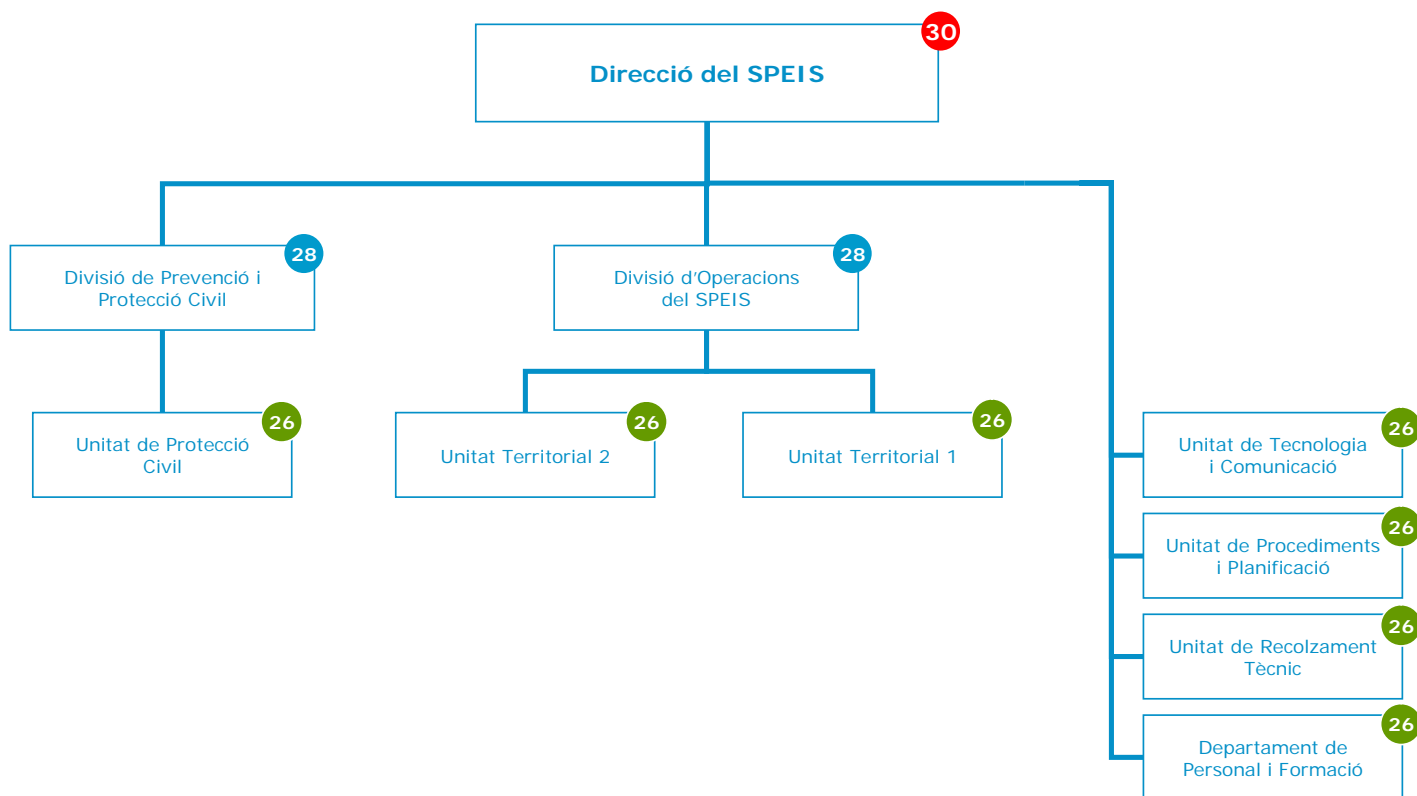 30
Direcció del SPEIS
28
Divisió de Prevenció i
Protecció Civil
28
Divisió d'Operacions
del SPEIS
26
Unitat de Protecció
Civil
26
Unitat Territorial 2
26
Unitat Territorial 1
26
Unitat de Tecnologia
i Comunicació
26
Unitat de Procediments
i Planificació
26
Unitat de Recolzament
Tècnic
26
Departament de
Personal i Formació